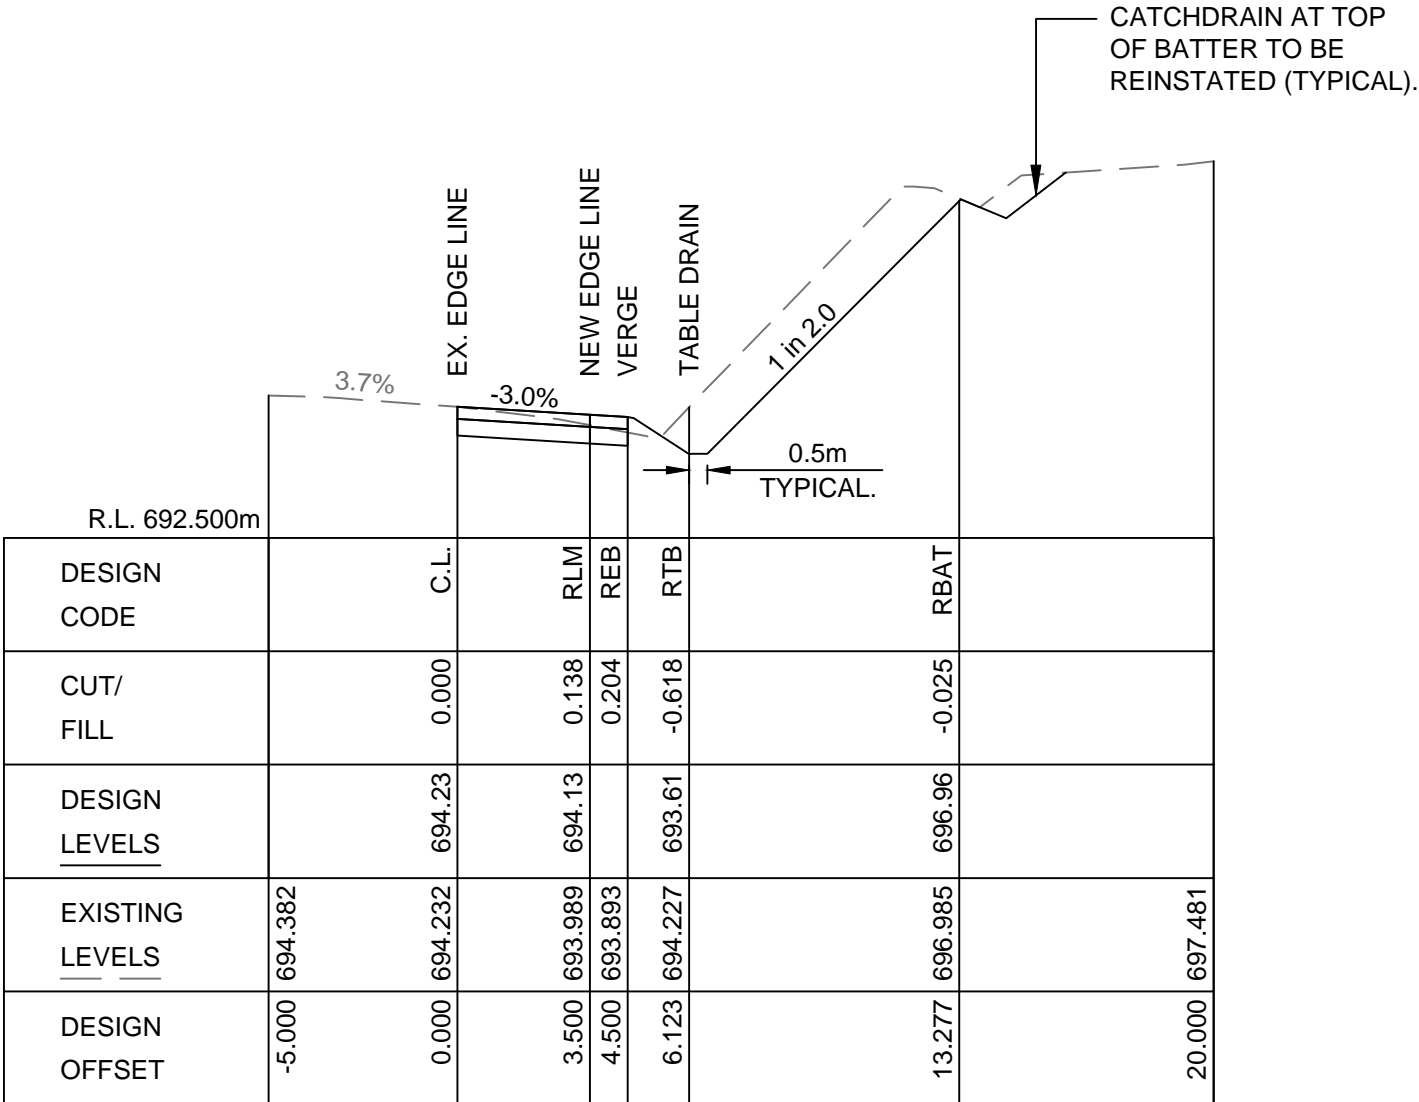 CATCHDRAIN AT TOP
OF BATTER TO BE
REINSTATED (TYPICAL).
EX. EDGE LINE
NEW EDGE LINE
VERGE
TABLE DRAIN
3.7%
-3.0%
1 in 2.0
0.5m
TYPICAL.
R.L. 692.500m
DESIGN
CODE
C.L.
RLM
REB
RTB
RBAT
CUT/
FILL
0.000
0.138
0.204
-0.618
-0.025
DESIGN
LEVELS
694.23
694.13
693.61
696.96
EXISTING
LEVELS
694.382
694.232
693.989
693.893
694.227
696.985
697.481
DESIGN
OFFSET
-5.000
0.000
3.500
4.500
6.123
13.277
20.000